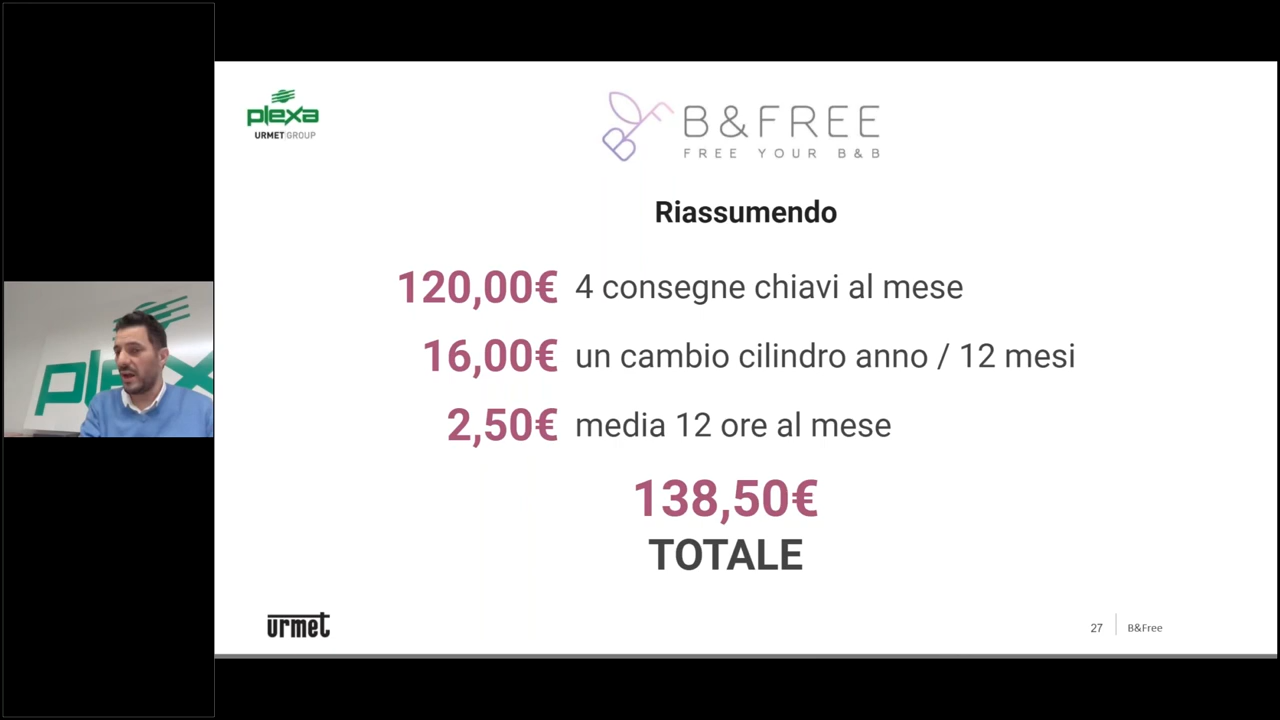 plexa
URMET GROUP
B&FREE
FREE YOUR B&B
Riassumendo
120,00€ 4 consegne chiavi al mese
16,00€ un cambio cilindro anno / 12 mesi
2,50€ media 12 ore al mese
138,50€
TOTALE
plexa
urmet
27 B&Free